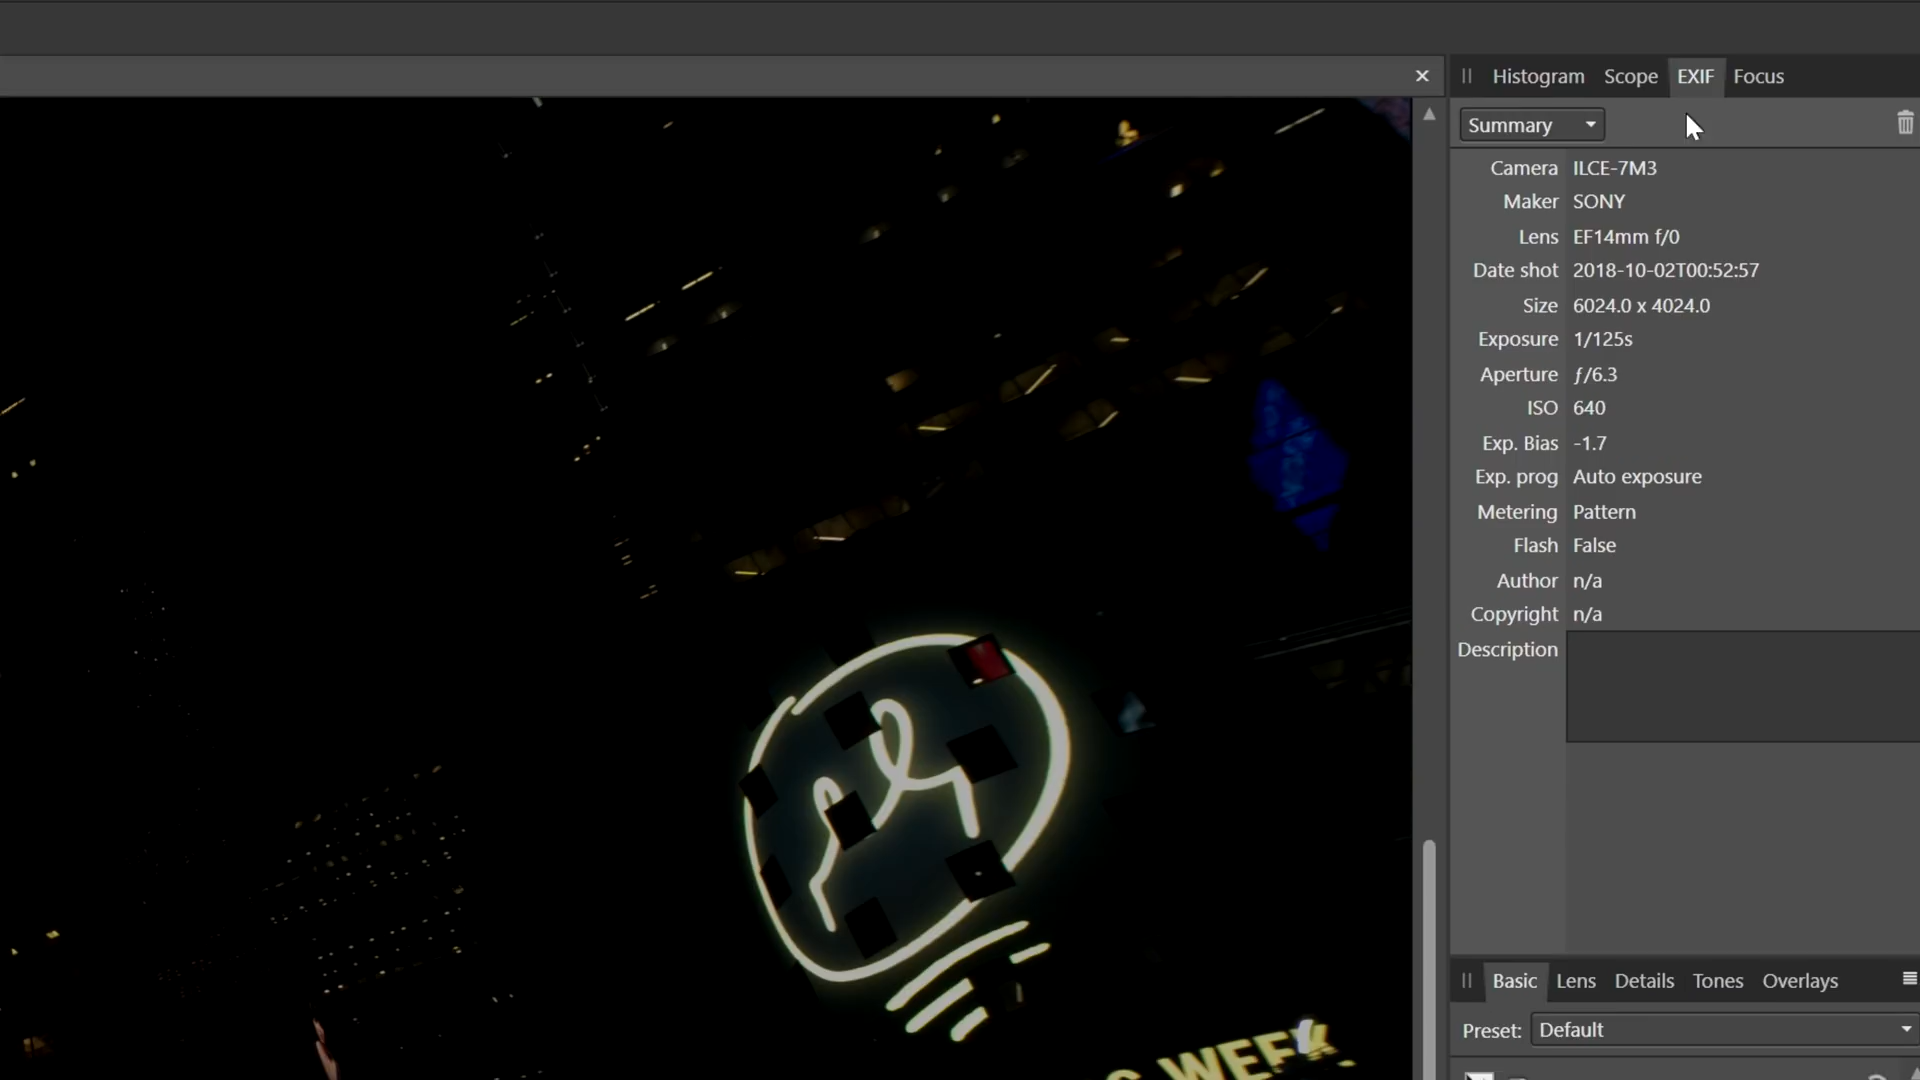 Histogram Scope EXIF Focus
Summary
Camera ILCE-7M3
Maker SONY
Lens EF14mm f/0
Date shot 2018-10-02T00:52:57
Size 6024.0 x 4024.0
Exposure 1/125s
Aperture ƒ/6.3
ISO 640
Exp. Bias -1.7
Exp. prog Auto exposure
Metering Pattern
Flash False
Author n/a
Copyright n/a
Description
Basic Lens Details Tones Overlays
Preset: Default
WEEK